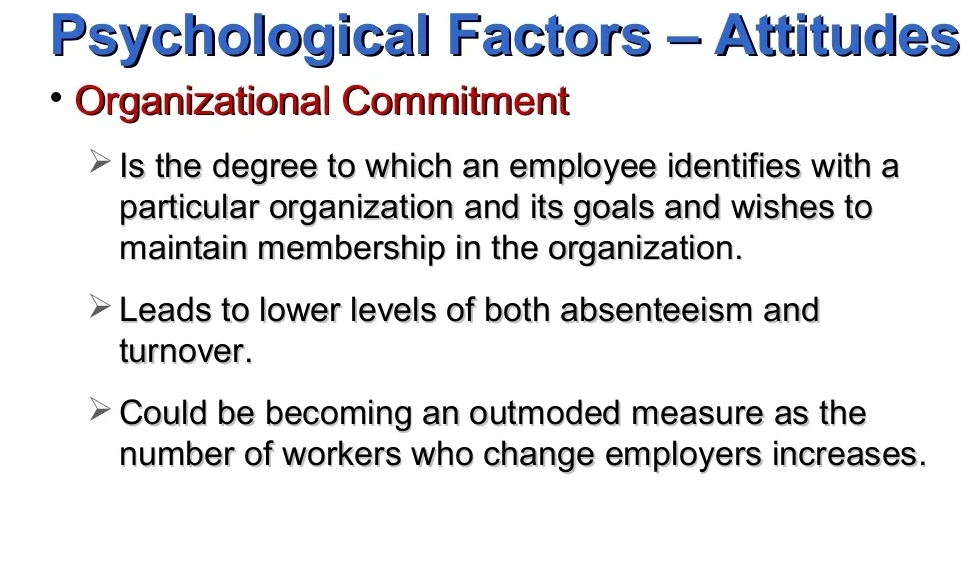 Psychological Factors – Attitudes
• Organizational Commitment
➢ Is the degree to which an employee identifies with a
particular organization and its goals and wishes to
maintain membership in the organization.
➢ Leads to lower levels of both absenteeism and
turnover.
➢ Could be becoming an outmoded measure as the
number of workers who change employers increases.